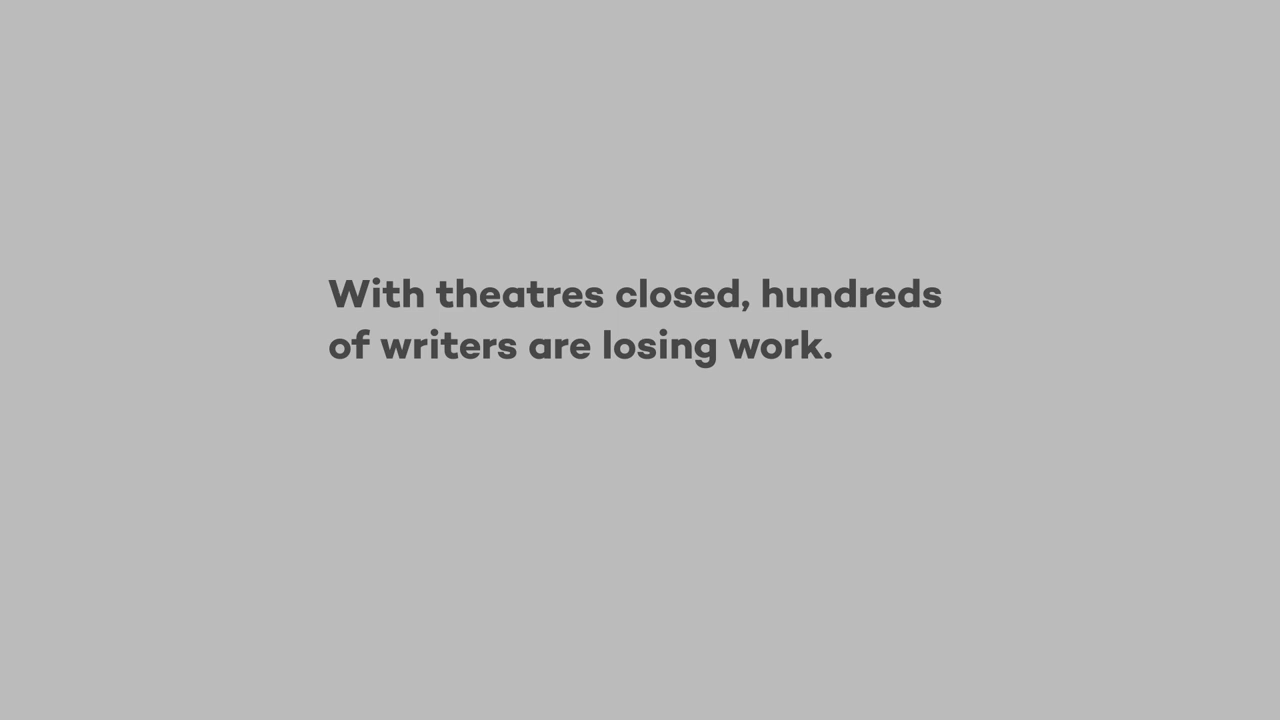 With theatres closed, hundreds
of writers are losing work.